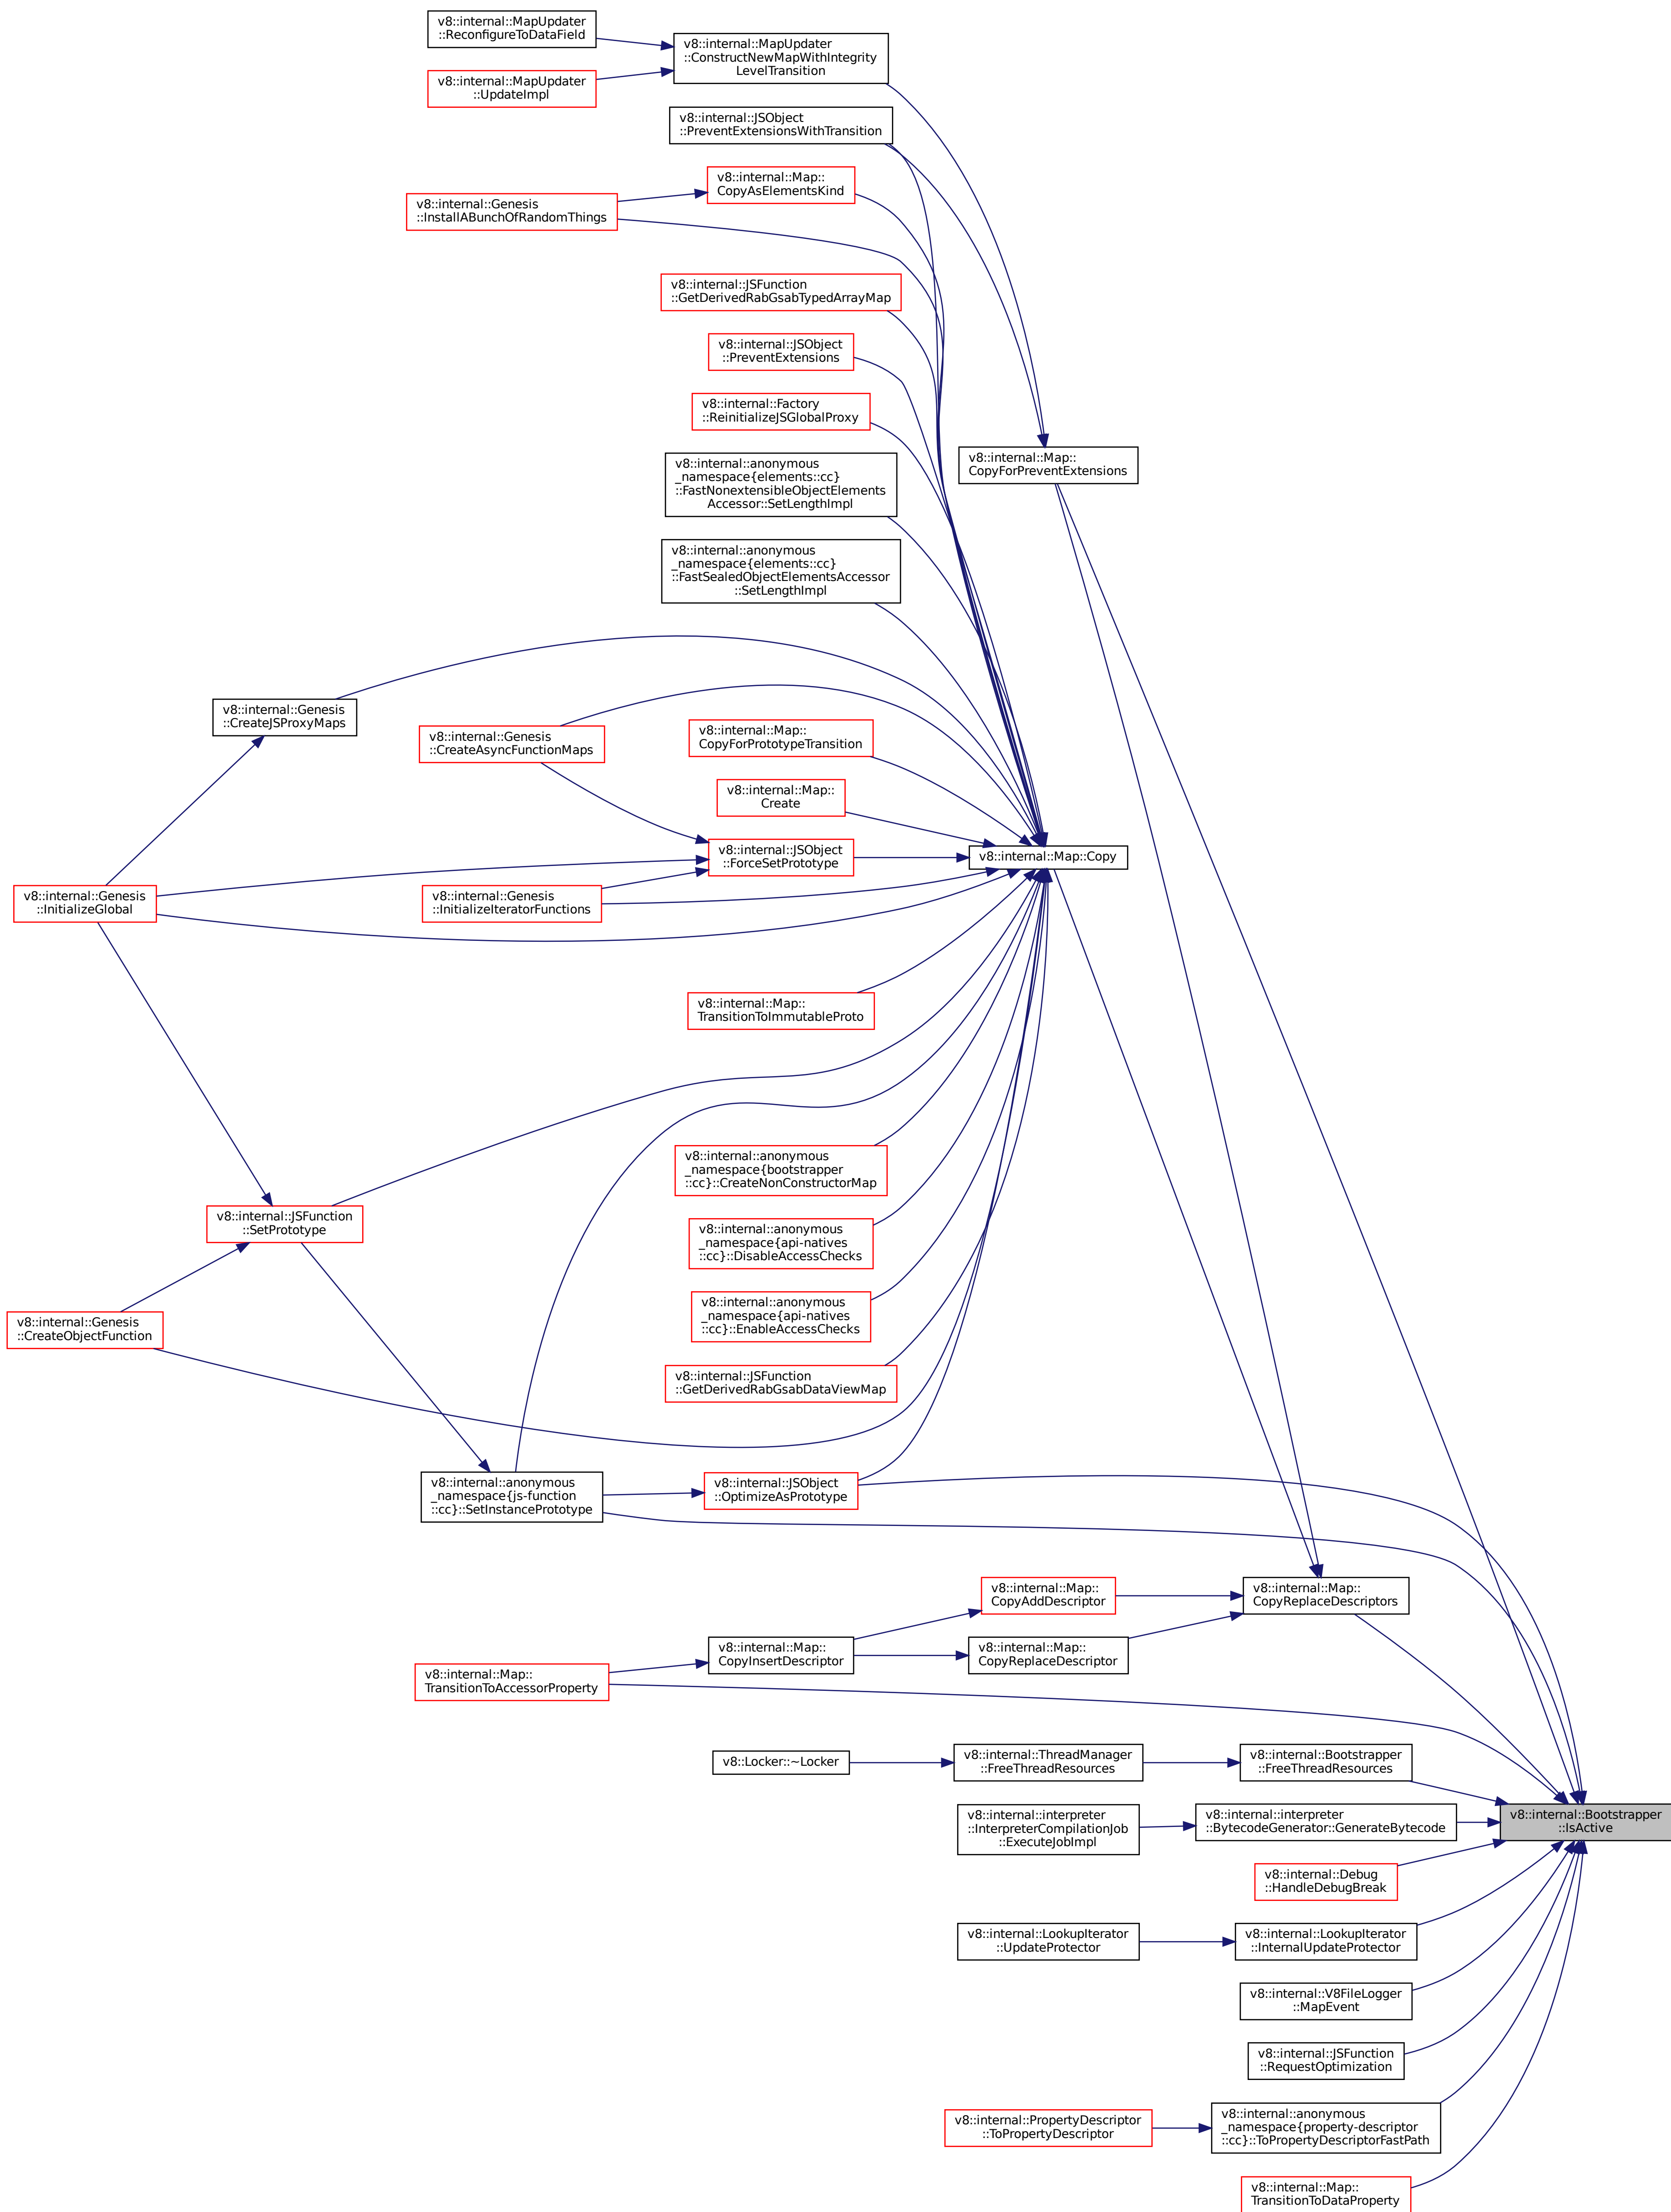 v8::internal::MapUpdater
::ReconfigureToDataField
v8::internal::MapUpdater
::ConstructNewMapWithIntegrity
LevelTransition
v8::internal::MapUpdater
::UpdateImpl
v8::internal::JSObject
::PreventExtensionsWithTransition
v8::internal::Map::
CopyAsElementsKind
v8::internal::Genesis
::InstallABunchOfRandomThings
v8::internal::JSFunction
::GetDerivedRabGsabTypedArrayMap
v8::internal::JSObject
::PreventExtensions
v8::internal::Factory
::ReinitializeJSGlobalProxy
v8::internal::Map::
CopyForPreventExtensions
v8::internal::anonymous
_namespace{elements::cc}
::FastNonextensibleObjectElements
Accessor::SetLengthImpl
v8::internal::anonymous
_namespace{elements::cc}
::FastSealedObjectElementsAccessor
::SetLengthImpl
v8::internal::Genesis
::CreateJSProxyMaps
v8::internal::Genesis
::CreateAsyncFunctionMaps
v8::internal::Map::
CopyForPrototypeTransition
v8::internal::Map::
Create
v8::internal::JSObject
::ForceSetPrototype
v8::internal::Map::Copy
v8::internal::Genesis
::InitializeGlobal
v8::internal::Genesis
::InitializeIteratorFunctions
v8::internal::Map::
TransitionToImmutableProto
v8::internal::anonymous
_namespace{bootstrapper
::cc}::CreateNonConstructorMap
v8::internal::JSFunction
::SetPrototype
v8::internal::anonymous
_namespace{api-natives
::cc}::DisableAccessChecks
v8::internal::anonymous
_namespace{api-natives
::cc}::EnableAccessChecks
v8::internal::Genesis
::CreateObjectFunction
v8::internal::JSFunction
::GetDerivedRabGsabDataViewMap
v8::internal::anonymous
_namespace{js-function
::cc}::SetInstancePrototype
v8::internal::JSObject
::OptimizeAsPrototype
v8::internal::Map::
CopyAddDescriptor
v8::internal::Map::
CopyReplaceDescriptors
v8::internal::Map::
CopyInsertDescriptor
v8::internal::Map::
CopyReplaceDescriptor
v8::internal::Map::
TransitionToAccessorProperty
v8::Locker::~Locker
v8::internal::ThreadManager
::FreeThreadResources
v8::internal::Bootstrapper
::FreeThreadResources
v8::internal::interpreter
::InterpreterCompilationJob
::ExecuteJobImpl
v8::internal::interpreter
::BytecodeGenerator::GenerateBytecode
v8::internal::Bootstrapper
::IsActive
v8::internal::Debug
::HandleDebugBreak
v8::internal::LookupIterator
::UpdateProtector
v8::internal::LookupIterator
::InternalUpdateProtector
v8::internal::V8FileLogger
::MapEvent
v8::internal::JSFunction
::RequestOptimization
v8::internal::PropertyDescriptor
::ToPropertyDescriptor
v8::internal::anonymous
_namespace{property-descriptor
::cc}::ToPropertyDescriptorFastPath
v8::internal::Map::
TransitionToDataProperty